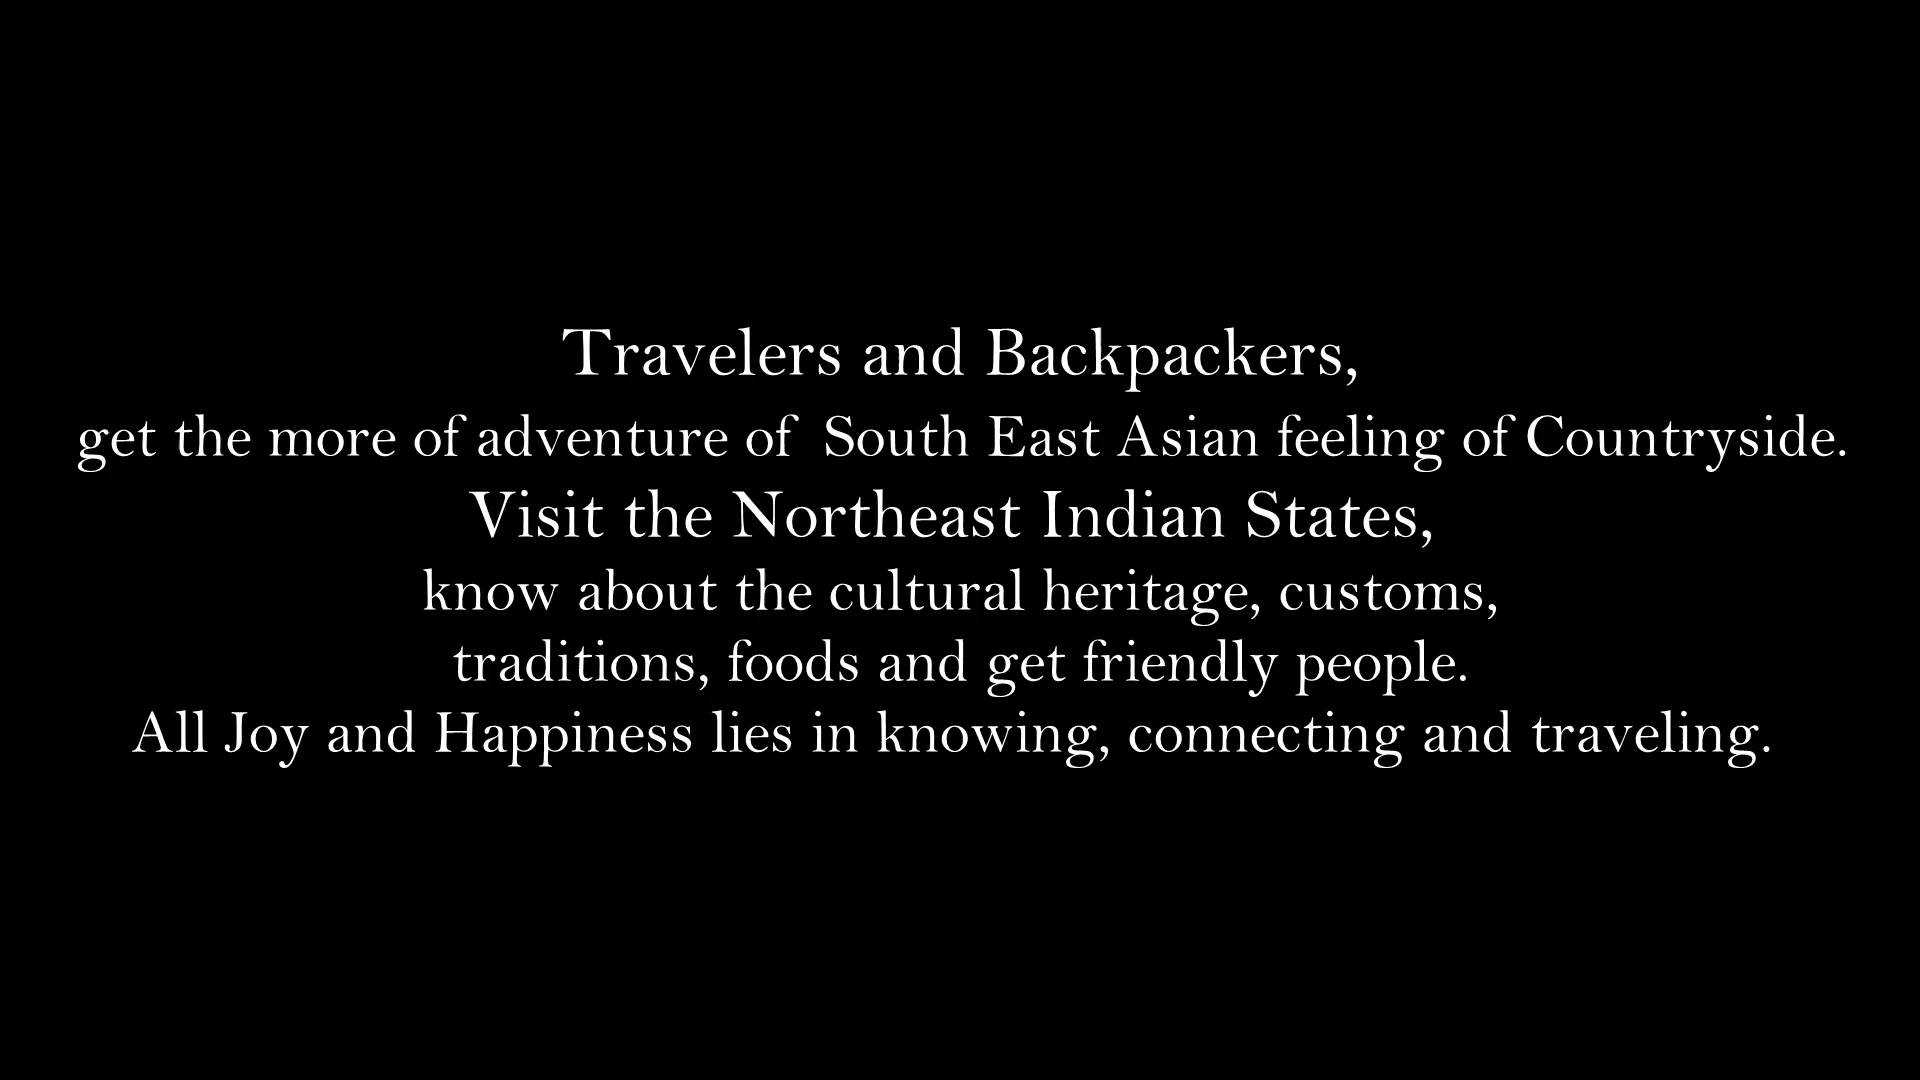 Travelers and Backpackers,
get the more of adventure of  South East Asian feeling of Countryside.
Visit the Northeast Indian States,
know about the cultural heritage, customs,
traditions, foods and get friendly people.
All Joy and Happiness lies in knowing, connecting and traveling.